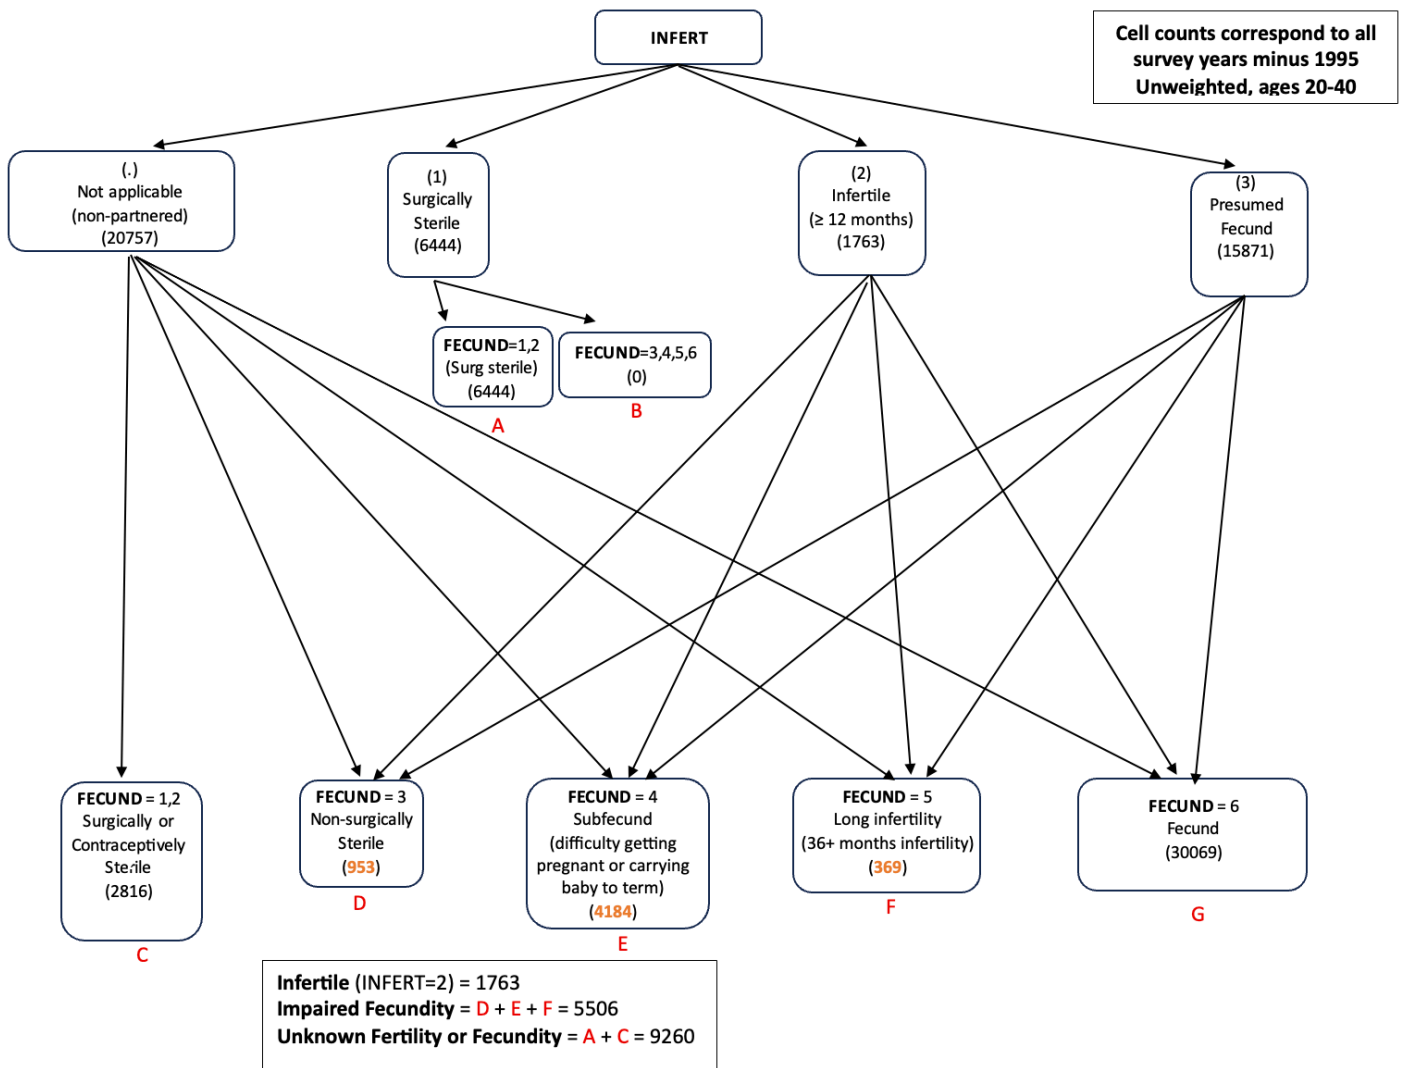 INFERT
Cell counts correspond to all
survey years minus 1995
Unweighted, ages 20-40
(.)
Not applicable
(non-partnered)
(20757)
(1)
Surgically
Sterile
(6444)
(2)
Infertile
(≥ 12 months)
(1763)
(3)
Presumed
Fecund
(15871)
FECUND=1,2
(Surg sterile)
(6444)
A
FECUND=3,4,5,6
(0)
B
FECUND = 1,2
Surgically or
Contraceptively
Sterile
(2816)
C
FECUND = 3
Non-surgically
Sterile
(953)
D
FECUND = 4
Subfecund
(difficulty getting
pregnant or carrying
baby to term)
(4184)
E
FECUND = 5
Long infertility
(36+ months infertility)
(369)
F
FECUND = 6
Fecund
(30069)
G
Infertile (INFERT=2) = 1763
Impaired Fecundity = D + E + F = 5506
Unknown Fertility or Fecundity = A + C = 9260